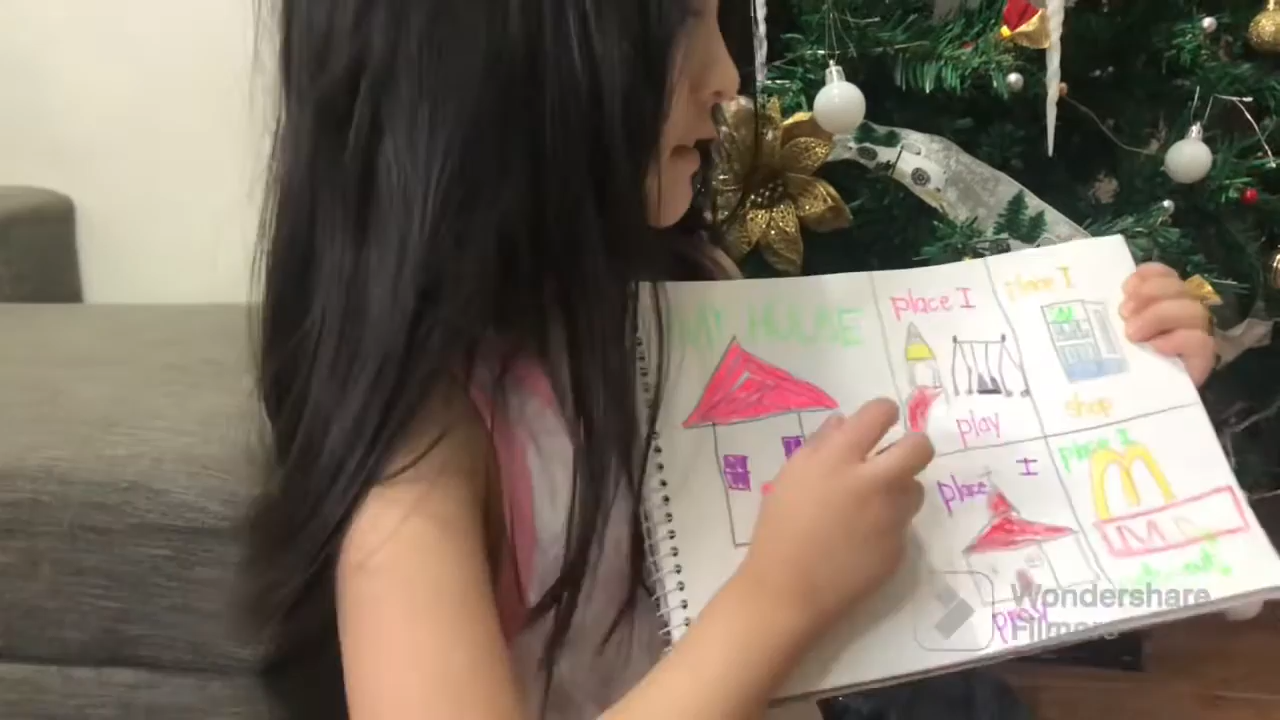 MY HOUSE
place I
play
place I
shop
place I
pray
place I
M
Wondershare
Filmora